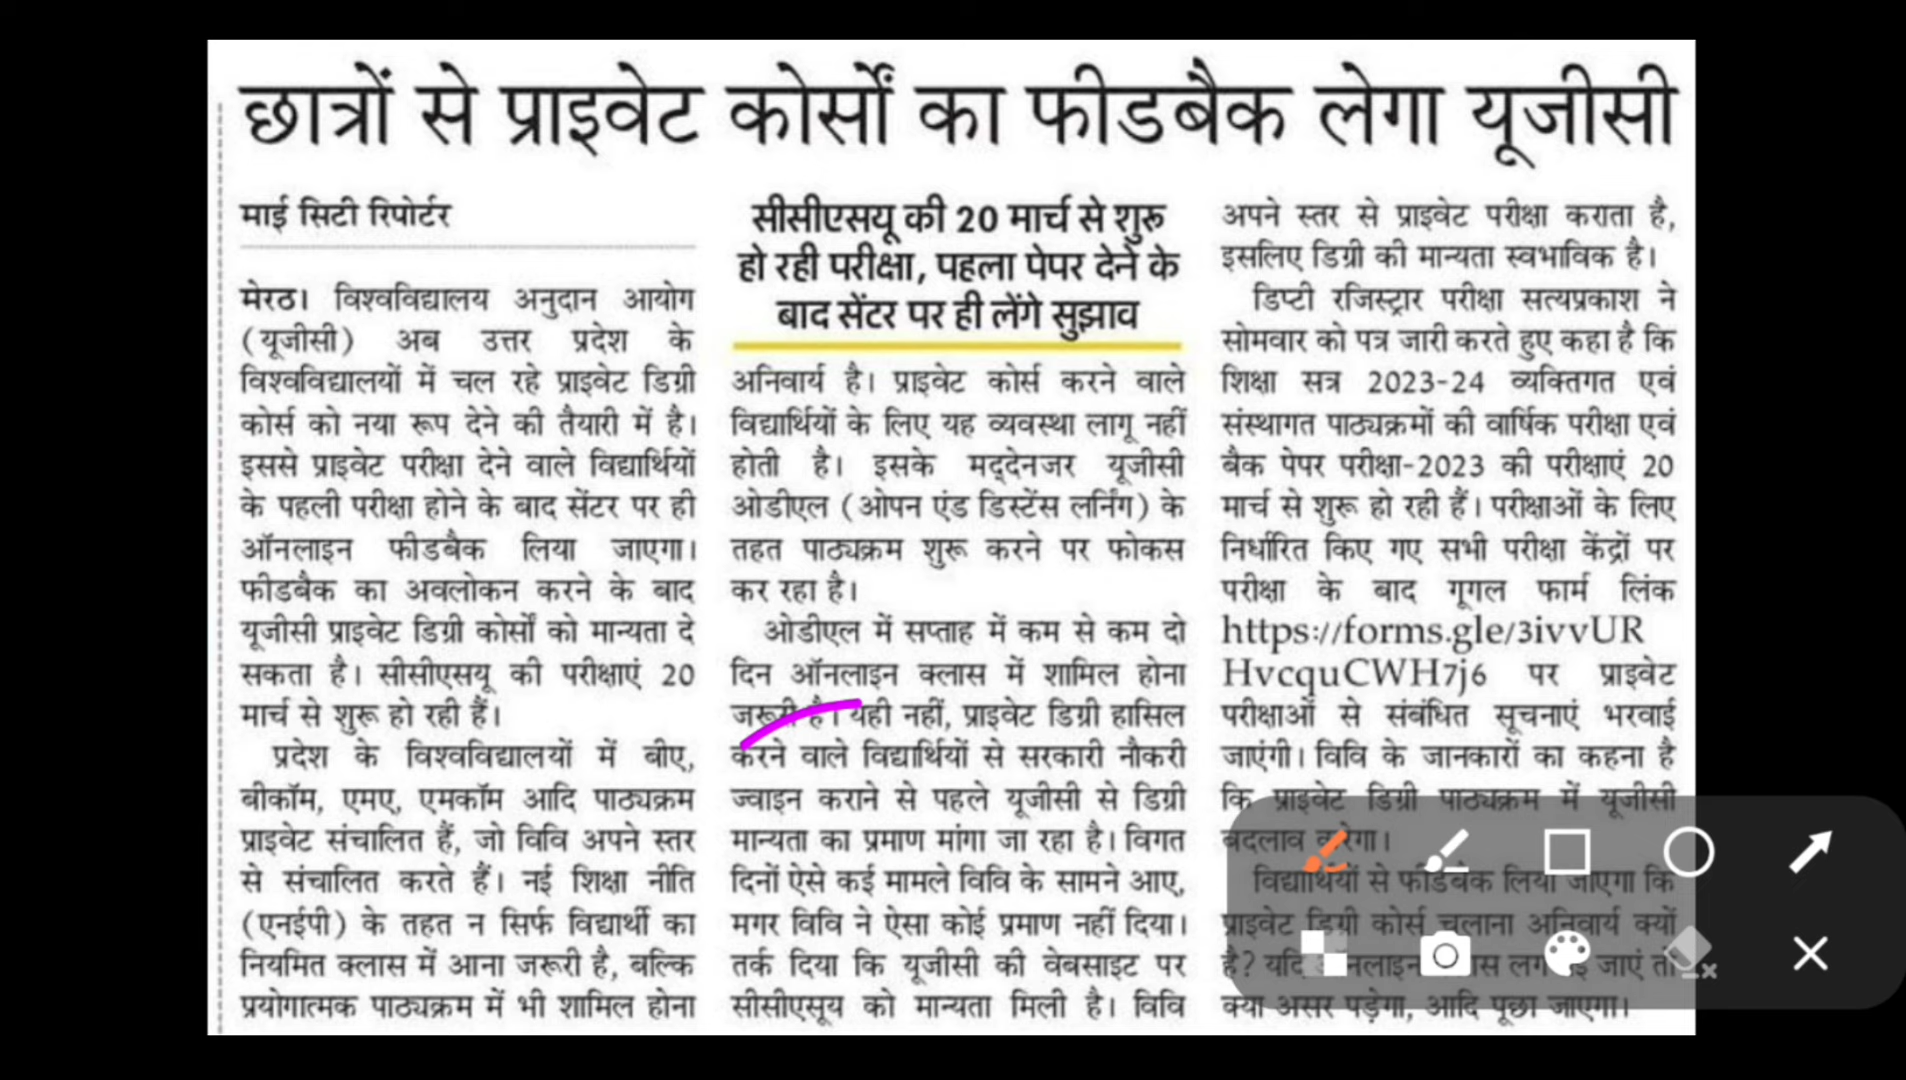 छात्रों से प्राइवेट कोर्सों का फीडबैक लेगा यूजीसी
माई सिटी रिपोर्टर
मेरठ। विश्वविद्यालय अनुदान आयोग
(यूजीसी) अब उत्तर प्रदेश के
विश्वविद्यालयों में चल रहे प्राइवेट डिग्री
कोर्स को नया रूप देने की तैयारी में है।
इससे प्राइवेट परीक्षा देने वाले विद्यार्थियों
के पहली परीक्षा होने के बाद सेंटर पर ही
ऑनलाइन फीडबैक लिया जाएगा।
फीडबैक का अवलोकन करने के बाद
यूजीसी प्राइवेट डिग्री कोर्सों को मान्यता दे
सकता है। सीसीएसयू की परीक्षाएं 20
मार्च से शुरू हो रही हैं।
प्रदेश के विश्वविद्यालयों में बीए,
बीकॉम, एमए, एमकॉम आदि पाठ्यक्रम
प्राइवेट संचालित हैं, जो विवि अपने स्तर
से संचालित करते हैं। नई शिक्षा नीति
(एनईपी) के तहत न सिर्फ विद्यार्थी का
नियमित क्लास में आना जरूरी है, बल्कि
प्रयोगात्मक पाठ्यक्रम में भी शामिल होना
सीसीएसयू की 20 मार्च से शुरू
हो रही परीक्षा, पहला पेपर देने के
बाद सेंटर पर ही लेंगे सुझाव
अनिवार्य है। प्राइवेट कोर्स करने वाले
विद्यार्थियों के लिए यह व्यवस्था लागू नहीं
होती है। इसके मद्देनजर यूजीसी
ओडीएल (ओपन एंड डिस्टेंस लर्निंग) के
तहत पाठ्यक्रम शुरू करने पर फोकस
कर रहा है।
ओडीएल में सप्ताह में कम से कम दो
दिन ऑनलाइन क्लास में शामिल होना
जरूरी है। यही नहीं, प्राइवेट डिग्री हासिल
करने वाले विद्यार्थियों से सरकारी नौकरी
ज्वाइन कराने से पहले यूजीसी से डिग्री
मान्यता का प्रमाण मांगा जा रहा है। विगत
दिनों ऐसे कई मामले विवि के सामने आए,
मगर विवि ने ऐसा कोई प्रमाण नहीं दिया।
तर्क दिया कि यूजीसी की वेबसाइट पर
सीसीएसूय को मान्यता मिली है। विवि
अपने स्तर से प्राइवेट परीक्षा कराता है,
इसलिए डिग्री की मान्यता स्वभाविक है।
डिप्टी रजिस्ट्रार परीक्षा सत्यप्रकाश ने
सोमवार को पत्र जारी करते हुए कहा है कि
शिक्षा सत्र 2023-24 व्यक्तिगत एवं
संस्थागत पाठ्यक्रमों की वार्षिक परीक्षा एवं
बैक पेपर परीक्षा-2023 की परीक्षाएं 20
मार्च से शुरू हो रही हैं। परीक्षाओं के लिए
निर्धारित किए गए सभी परीक्षा केंद्रों पर
परीक्षा के बाद गूगल फार्म लिंक
https://forms.gle/3ivvUR
HvcquCWH7j6 पर प्राइवेट
परीक्षाओं से संबंधित सूचनाएं भरवाई
जाएंगी। विवि के जानकारों का कहना है
कि प्राइवेट डिग्री पाठ्यक्रम में यूजीसी
बदलाव करेगा।
विद्यार्थियों से फीडबैक लिया जाएगा कि
प्राइवेट डिग्री कोर्स चलाना अनिवार्य क्यों
है? यदि जाएं तो
क्या असर पड़ेगा, आदि पूछा जाएगा।